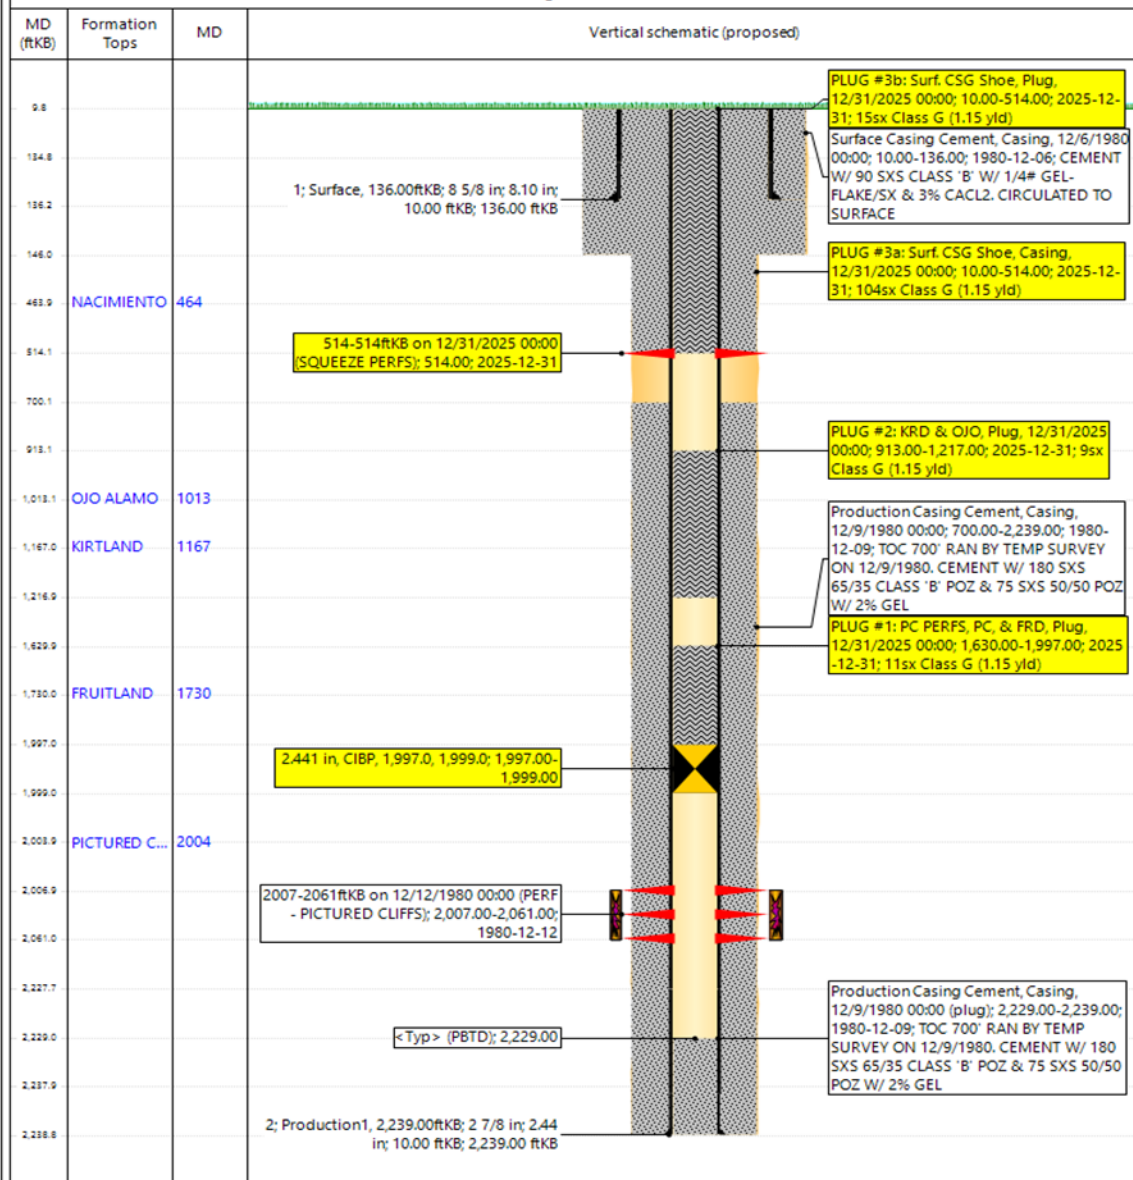 MD
(ftKB)
Formation
Tops
MD
Vertical schematic (proposed)
9.8
134.8
136.2
146.0
463.9
514.1
700.1
913.1
1,013.1
1,167.0
1,216.9
1,629.9
1,730.0
1,997.0
1,999.0
2,003.9
2,006.9
2,061.0
2,227.7
2,229.0
2,237.9
2,238.8
NACIMIENTO 464
OJO ALAMO 1013
KIRTLAND 1167
FRUITLAND 1730
PICTURED C... 2004
1; Surface, 136.00ftKB; 8 5/8 in; 8.10 in;
10.00 ftKB; 136.00 ftKB
514-514ftKB on 12/31/2025 00:00
(SQUEEZE PERFS); 514.00; 2025-12-31
2.441 in, CIBP, 1,997.0, 1,999.0; 1,997.00-
1,999.00
2007-2061ftKB on 12/12/1980 00:00 (PERF
- PICTURED CLIFFS); 2,007.00-2,061.00;
1980-12-12
<Typ> (PBTD); 2,229.00
2; Production1, 2,239.00ftKB; 2 7/8 in; 2.44
in; 10.00 ftKB; 2,239.00 ftKB
PLUG #3b: Surf. CSG Shoe, Plug,
12/31/2025 00:00; 10.00-514.00; 2025-12-
31; 15sx Class G (1.15 yld)
Surface Casing Cement, Casing, 12/6/1980
00:00; 10.00-136.00; 1980-12-06; CEMENT
W/ 90 SXS CLASS 'B' W/ 1/4# GEL-
FLAKE/SX & 3% CACL2. CIRCULATED TO
SURFACE
PLUG #3a: Surf. CSG Shoe, Casing,
12/31/2025 00:00; 10.00-514.00; 2025-12-
31; 104sx Class G (1.15 yld)
PLUG #2: KRD & OJO, Plug, 12/31/2025
00:00; 913.00-1,217.00; 2025-12-31; 9sx
Class G (1.15 yld)
Production Casing Cement, Casing,
12/9/1980 00:00; 700.00-2,239.00; 1980-
12-09; TOC 700' RAN BY TEMP SURVEY
ON 12/9/1980. CEMENT W/ 180 SXS
65/35 CLASS 'B' POZ & 75 SXS 50/50 POZ
W/ 2% GEL
PLUG #1: PC PERFS, PC, & FRD, Plug,
12/31/2025 00:00; 1,630.00-1,997.00; 2025
-12-31; 11sx Class G (1.15 yld)
Production Casing Cement, Casing,
12/9/1980 00:00 (plug); 2,229.00-2,239.00;
1980-12-09; TOC 700' RAN BY TEMP
SURVEY ON 12/9/1980. CEMENT W/ 180
SXS 65/35 CLASS 'B' POZ & 75 SXS 50/50
POZ W/ 2% GEL